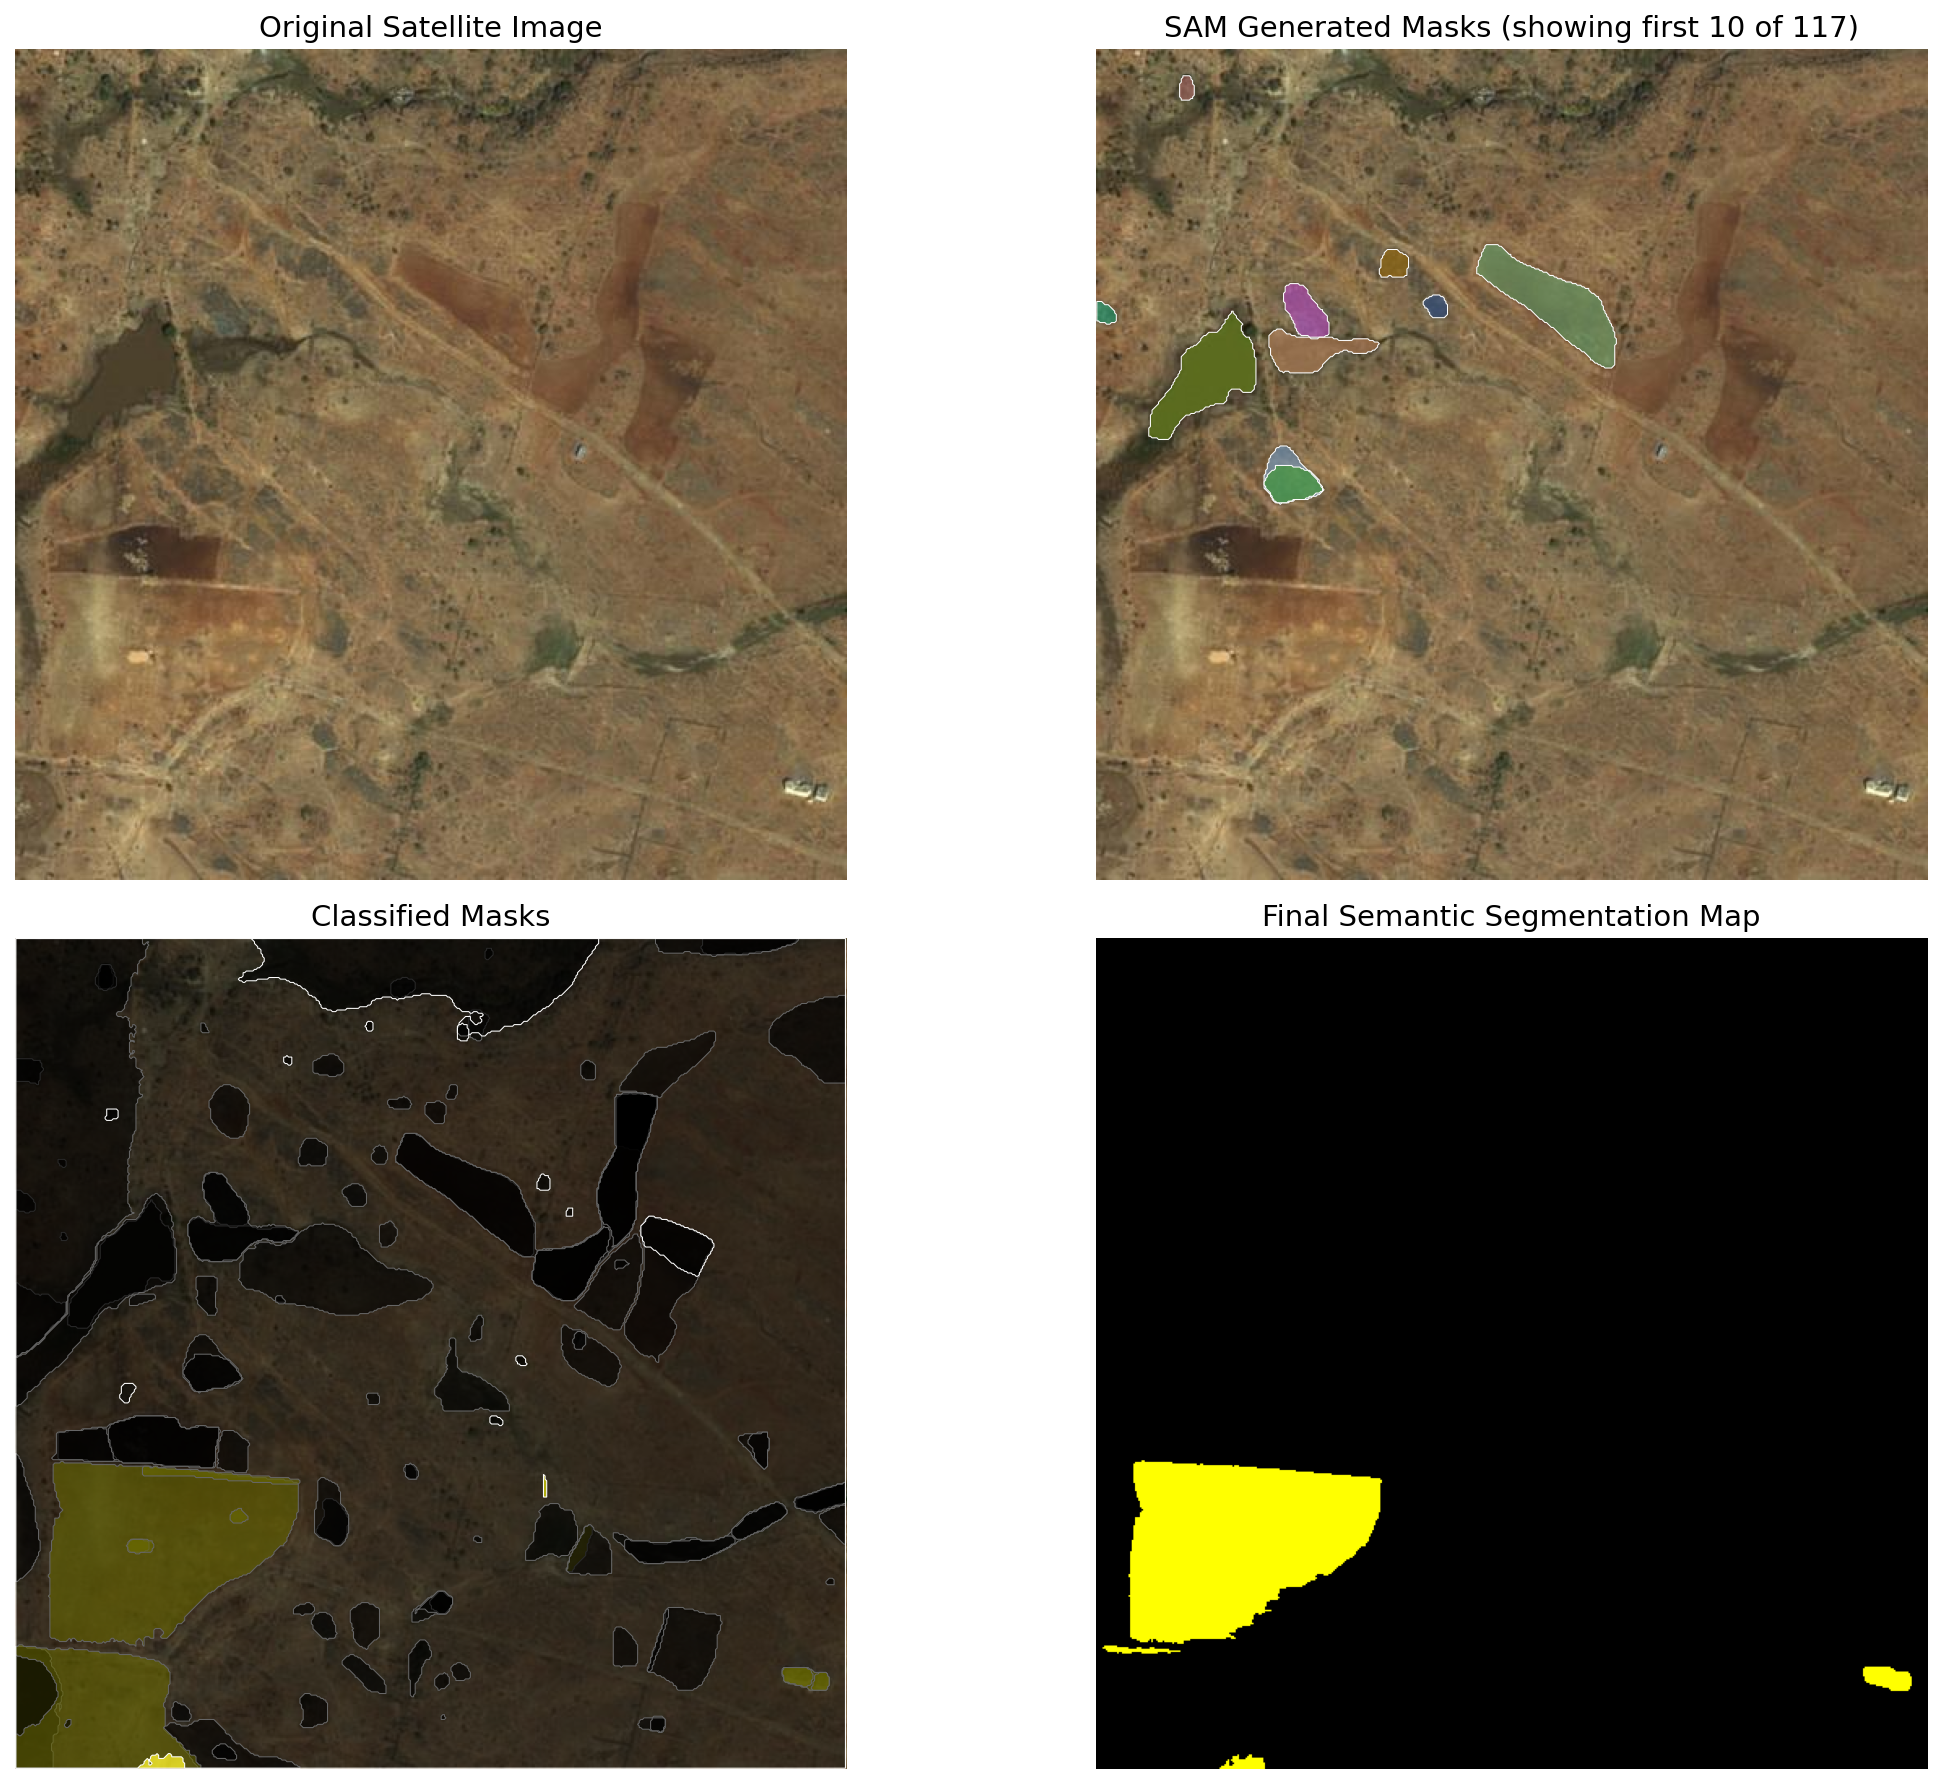 Original Satellite Image
SAM Generated Masks (showing first 10 of 117)
Classified Masks
Final Semantic Segmentation Map